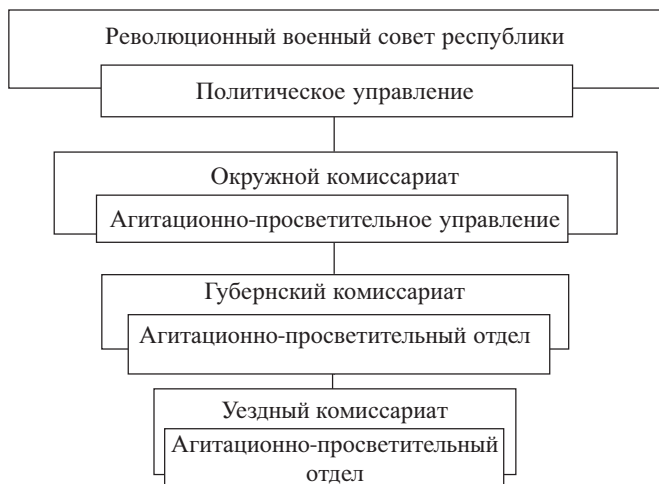 Революционный военный совет республики
Политическое управление
Окружной комиссариат
Агитационно-просветительное управление
Губернский комиссариат
Агитационно-просветительный отдел
Уездный комиссариат
Агитационно-просветительный
отдел